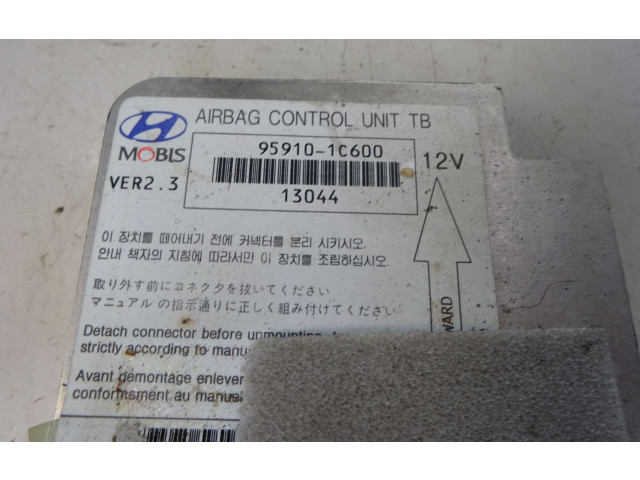 AIRBAG CONTROL UNIT TB
MOBIS
95910-1C600
12V
VER2.3
13044
이 장치를 떼어내기 전에 커넥터를 분리 시키시오.
안내 책자의 지침에 따라서만 이 장치를 조립하십시오.
取り外す前にコネクタを抜いてください
マニュアル の指示通りに正しく組み付けてください
Detach connector before unmounting.
strictly according to manu
Avant démontage enlever
conformsment au manuel
WARD